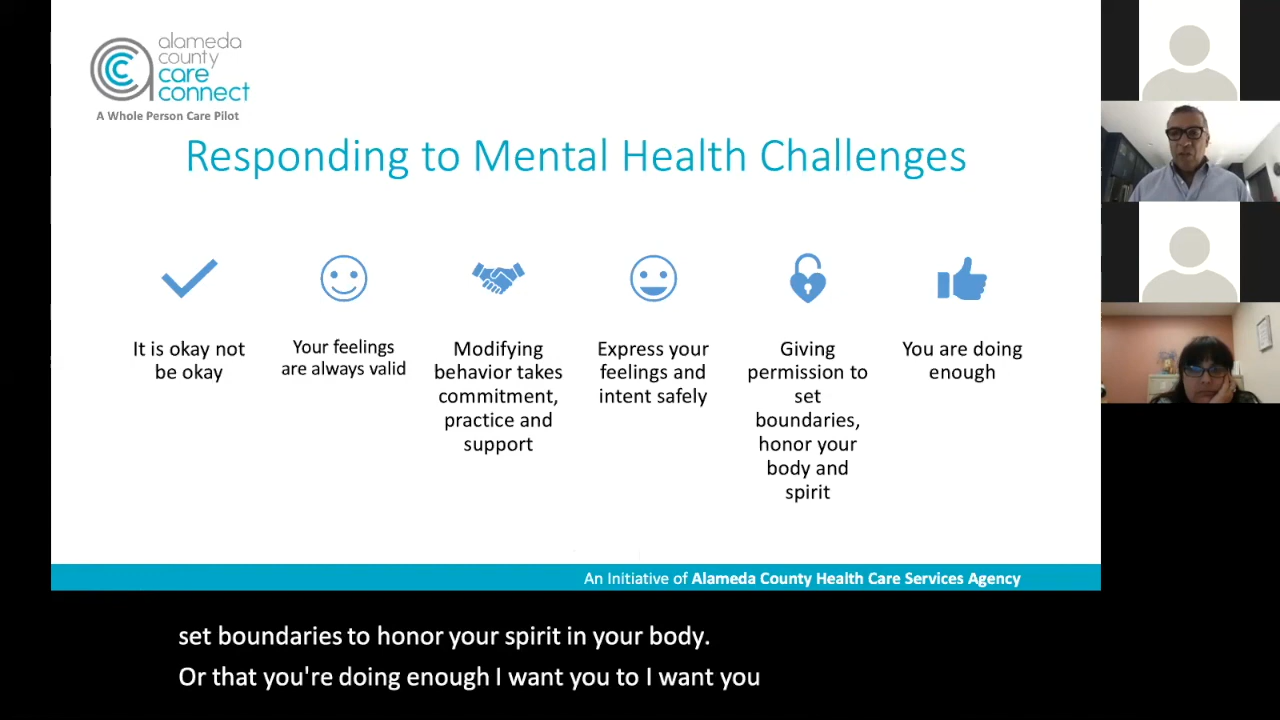 alameda
county
care
connect
A Whole Person Care Pilot
Responding to Mental Health Challenges
It is okay not
be okay
Your feelings
are always valid
Modifying
behavior takes
commitment,
practice and
support
Express your
feelings and
intent safely
Giving
permission to
set
boundaries,
honor your
body and
spirit
You are doing
enough
An Initiative of Alameda County Health Care Services Agency
set boundaries to honor your spirit in your body.
Or that you're doing enough I want you to I want you